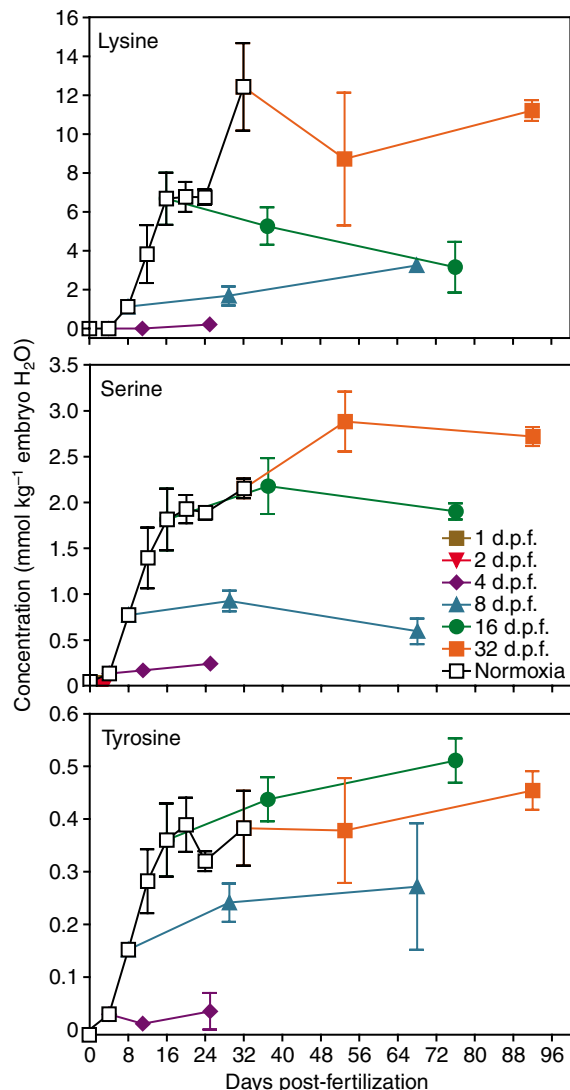 Concentration (mmol kg⁻¹ embryo H₂O)
Lysine
16
14
12
10
8
6
4
2
0
Serine
3.5
3.0
2.5
2.0
1.5
1.0
0.5
0
1 d.p.f.
2 d.p.f.
4 d.p.f.
8 d.p.f.
16 d.p.f.
32 d.p.f.
Normoxia
Tyrosine
0.6
0.5
0.4
0.3
0.2
0.1
0
0 8 16 24 32 40 48 56 64 72 80 88 96
Days post-fertilization